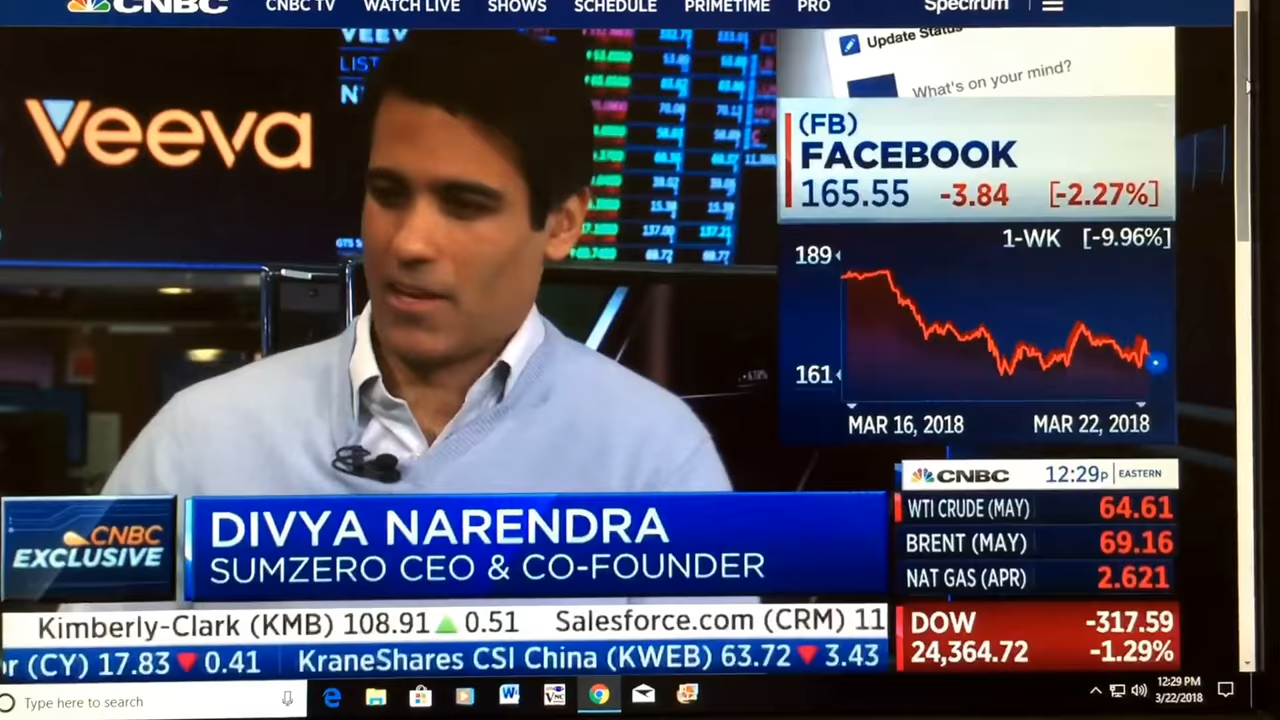 CNBC
CNBC TV WATCH LIVE SHOWS SCHEDULE PRIMETIME PRO
Spectrum
VEEV
LIST
Veeva
Update Status
What's on your mind?
(FB)
FACEBOOK
165.55 -3.84 [-2.27%]
1-WK [-9.96%]
189
161
MAR 16, 2018 MAR 22, 2018
CNBC 12:29P EASTERN
WTI CRUDE (MAY) 64.61
BRENT (MAY) 69.16
NAT GAS (APR) 2.621
DOW -317.59
24,364.72 -1.29%
CNBC
EXCLUSIVE
DIVYA NARENDRA
SUMZERO CEO & CO-FOUNDER
Kimberly-Clark (KMB) 108.91 ▲ 0.51 Salesforce.com (CRM) 11
r (CY) 17.83 ▼ 0.41 KraneShares CSI China (KWEB) 63.72 ▼ 3.43
Type here to search
12:29 PM
3/22/2018